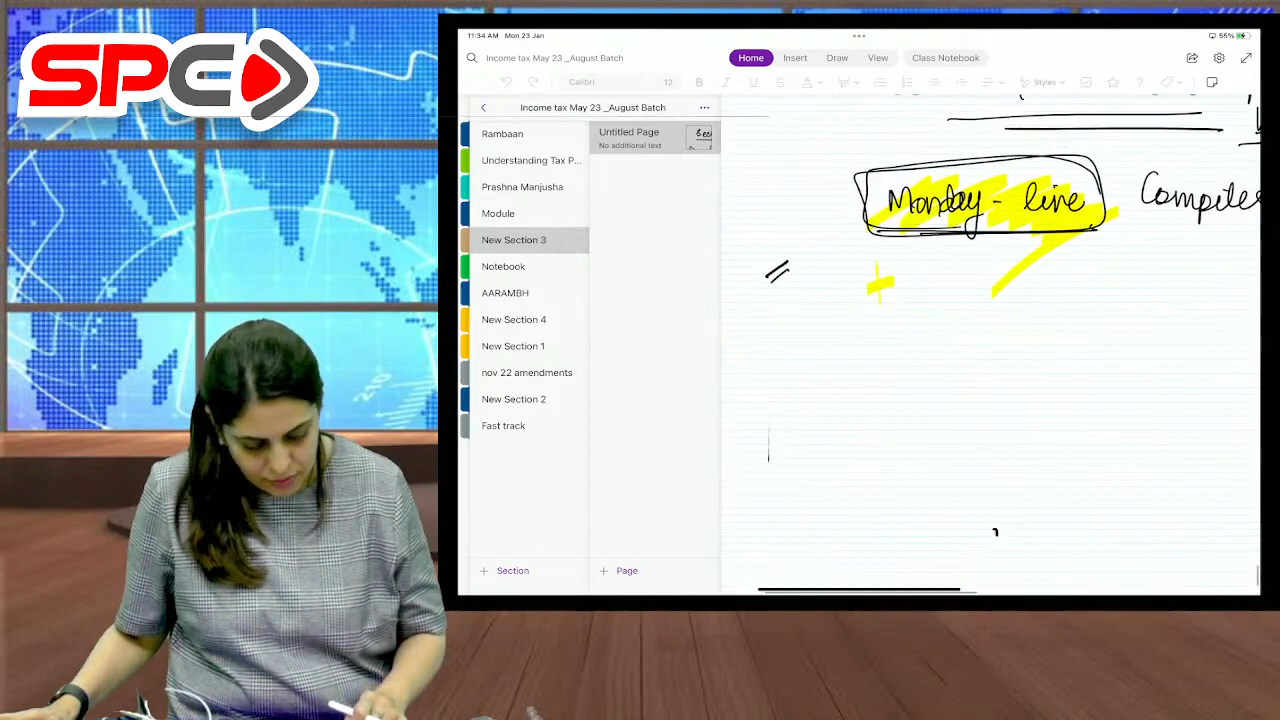 SPC
11:34 AM Mon 23 Jan
55%
Income tax May 23 _August Batch
Home Insert Draw View Class Notebook
Calibri 12
B I U S
Styles
Income tax May 23 _August Batch
Rambaan
Understanding Tax P...
Prashna Manjusha
Module
New Section 3
Notebook
AARAMBH
New Section 4
New Section 1
nov 22 amendments
New Section 2
Fast track
+ Section
Untitled Page
No additional text
+ Page
Monday - live
Compiles
+